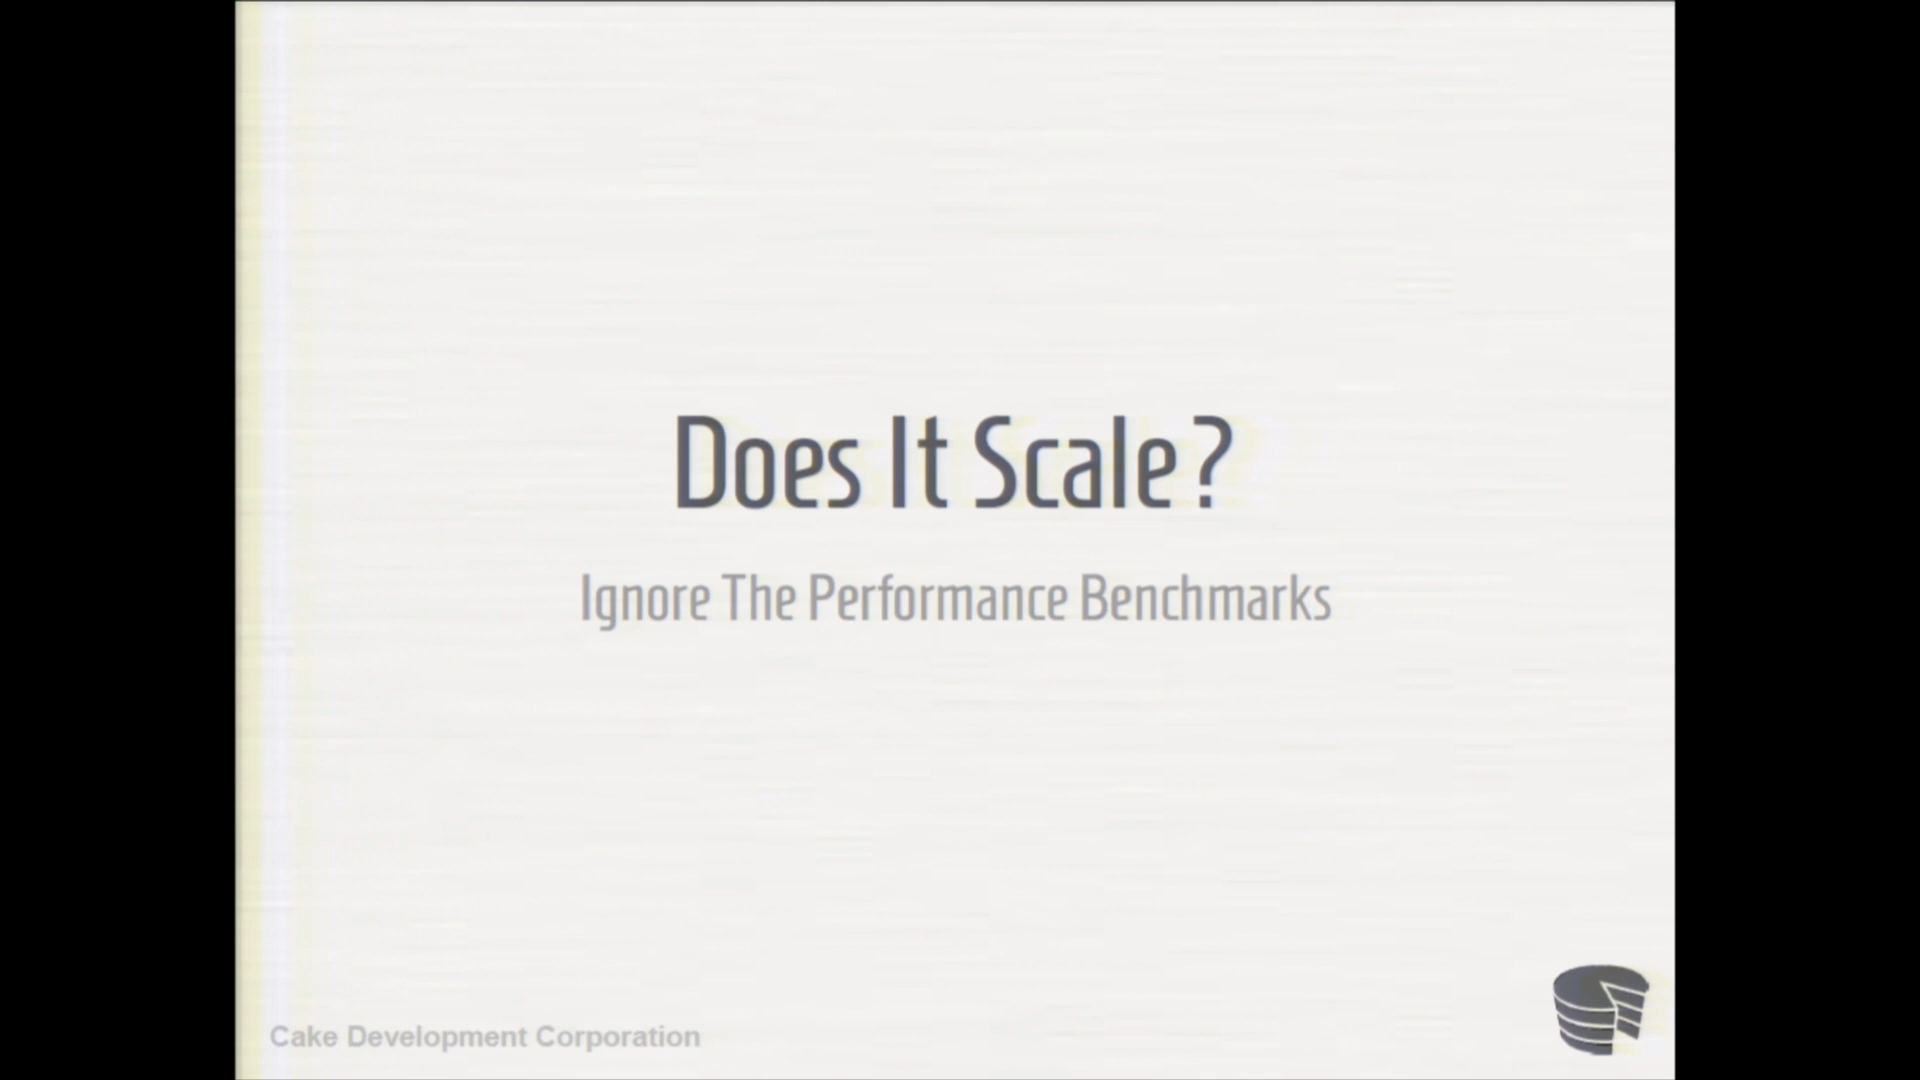 Does It Scale?
Ignore The Performance Benchmarks
Cake Development Corporation